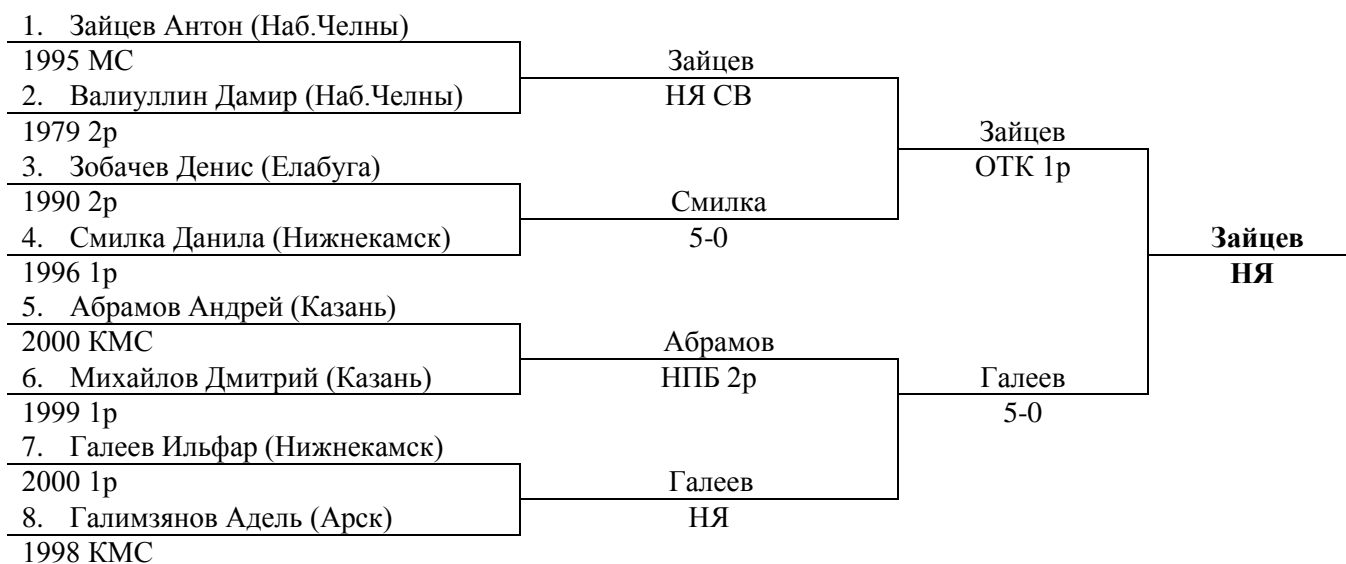 1. Зайцев Антон (Наб.Челны)
1995 МС
Зайцев
2. Валиуллин Дамир (Наб.Челны)
НЯ СВ
1979 2р
Зайцев
3. Зобачев Денис (Елабуга)
ОТК 1р
1990 2р
Смилка
4. Смилка Данила (Нижнекамск)
5-0
Зайцев
1996 1р
НЯ
5. Абрамов Андрей (Казань)
2000 КМС
Абрамов
6. Михайлов Дмитрий (Казань)
НПБ 2р
Галеев
1999 1р
5-0
7. Галеев Ильфар (Нижнекамск)
2000 1р
Галеев
8. Галимзянов Адель (Арск)
НЯ
1998 КМС